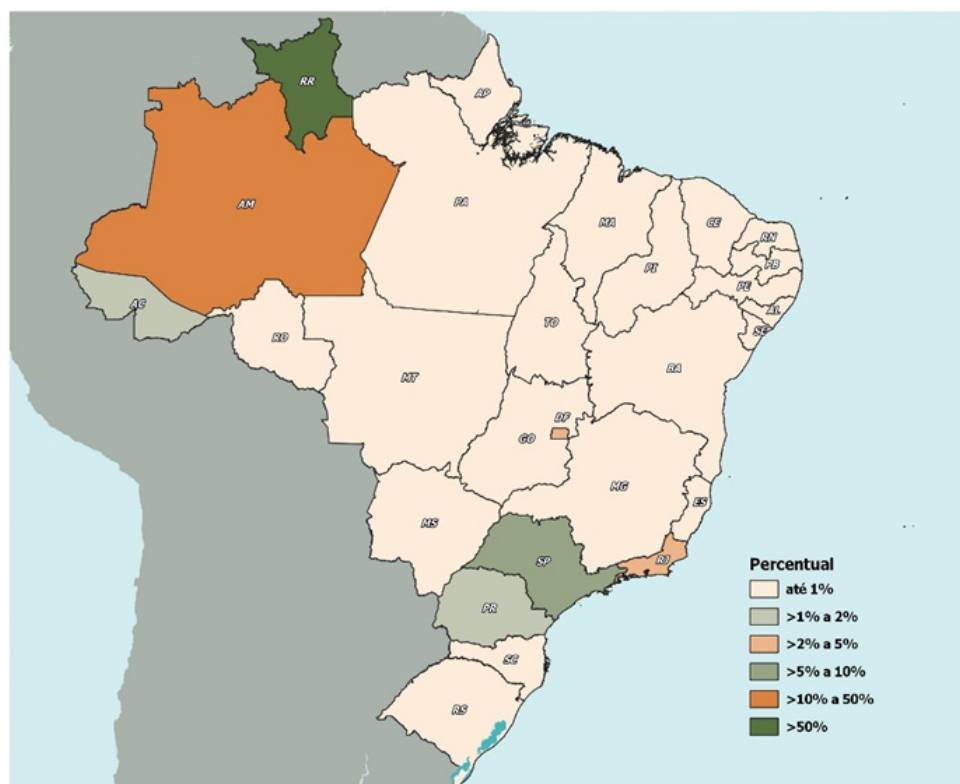 RR
AP
AM
PA
MA
CE
RN
PB
PI
PE
AL
SE
AC
TO
RO
BA
MT
DF
GO
MG
ES
MS
SP
RJ
PR
SC
RS
Percentual
até 1%
>1% a 2%
>2% a 5%
>5% a 10%
>10% a 50%
>50%